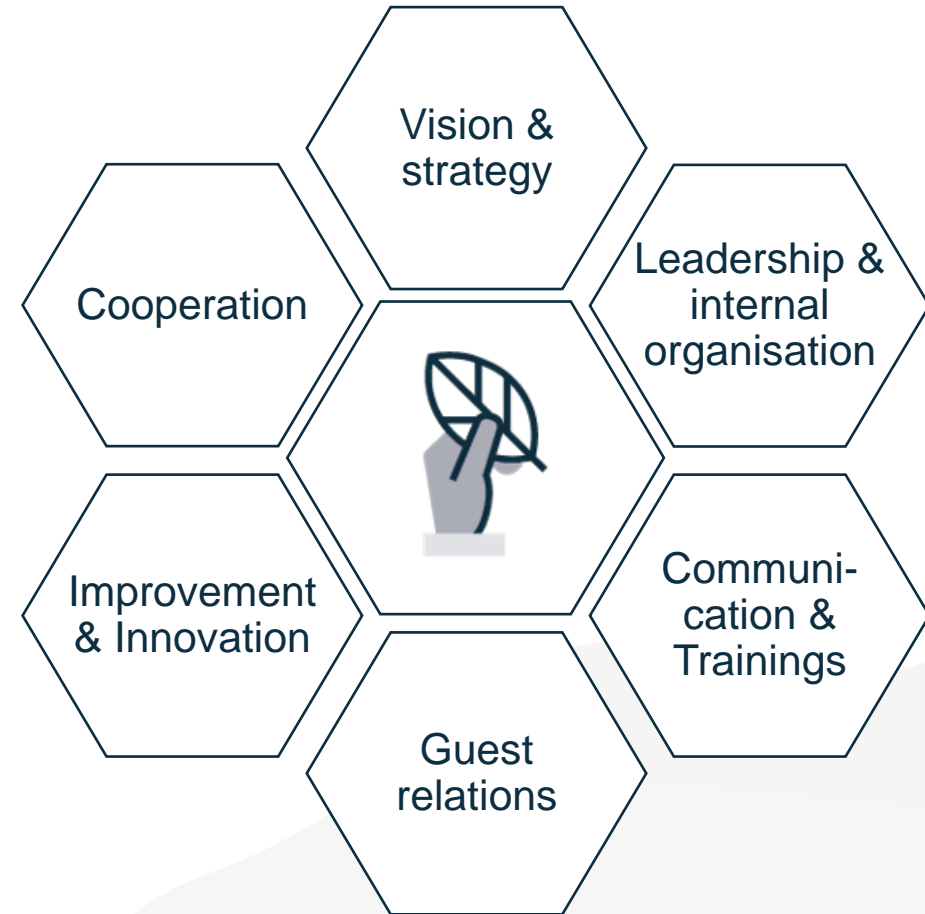 Vision &
strategy
Cooperation
Leadership &
internal
organisation
Improvement
& Innovation
Communi-
cation &
Trainings
Guest
relations